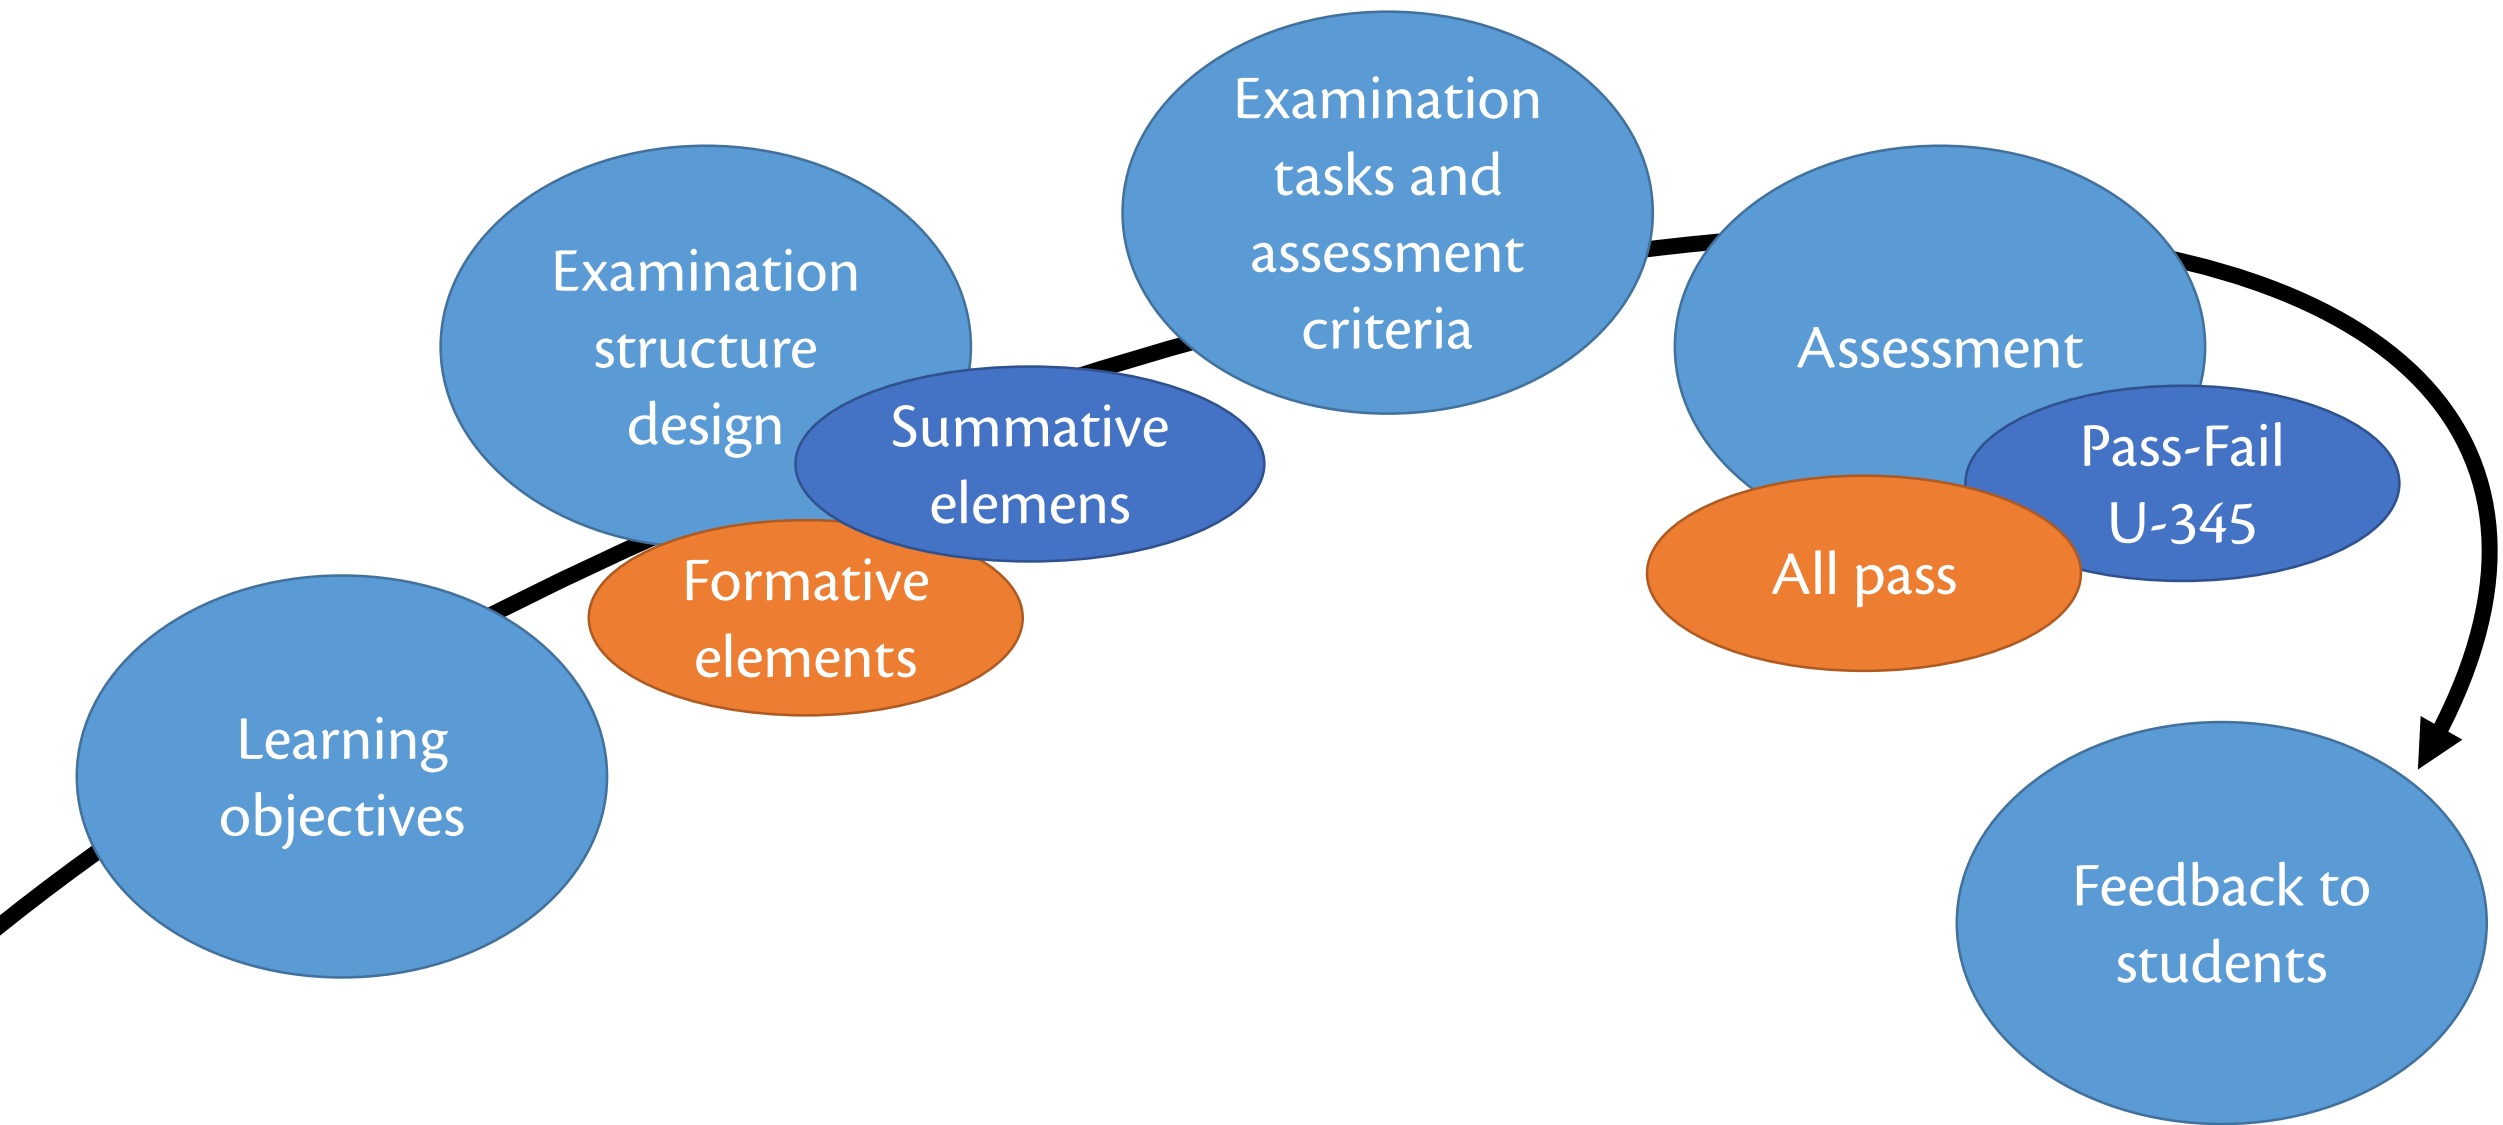 Learning
objectives
Examination
structure
design
Summative
elemens
Formative
elements
Examination
tasks and
assessment
criteria
Assessment
Pass-Fail
U-345
All pass
Feedback to
students